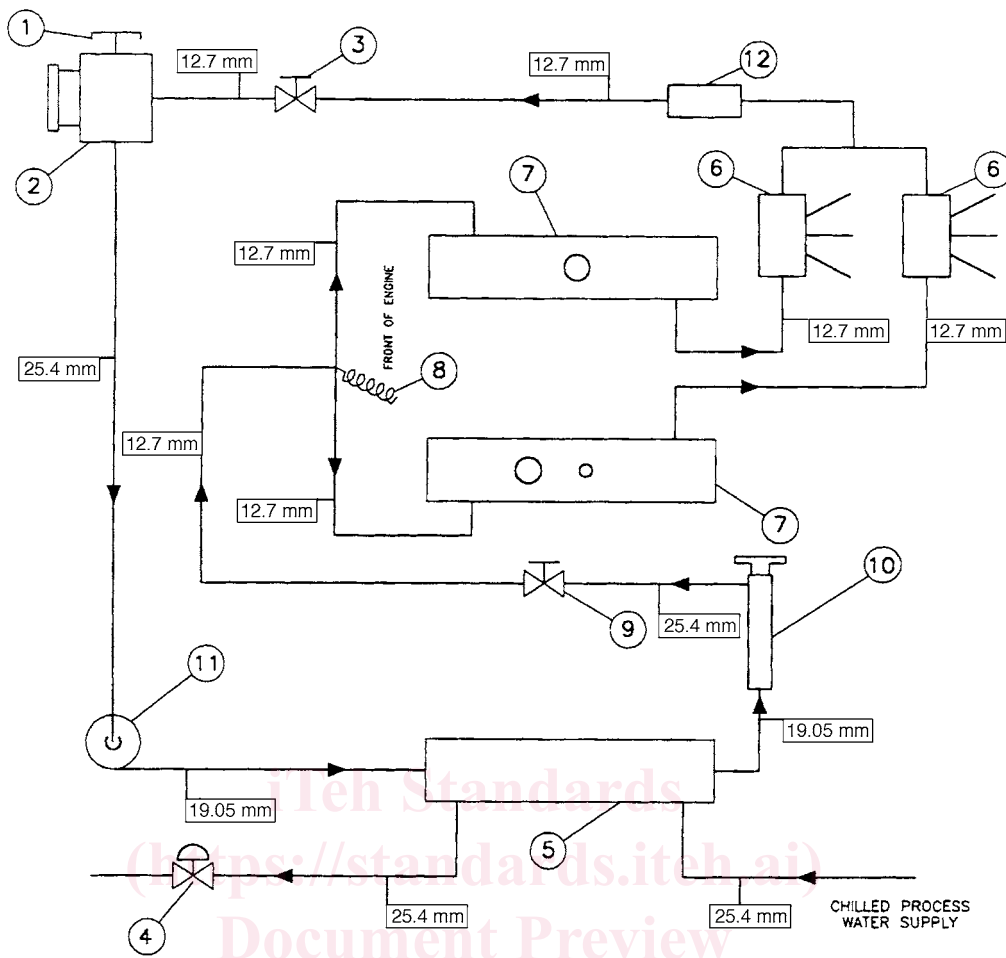 1
12.7 mm
3
12.7 mm
12
2
7
6
6
12.7 mm
FRONT OF ENGINE
12.7 mm
12.7 mm
25.4 mm
8
12.7 mm
12.7 mm
7
10
9
25.4 mm
11
19.05 mm
iTeh Standards
19.05 mm
5
(https://standards.iteh.ai)
4
25.4 mm
25.4 mm
CHILLED PROCESS
WATER SUPPLY
Document Preview